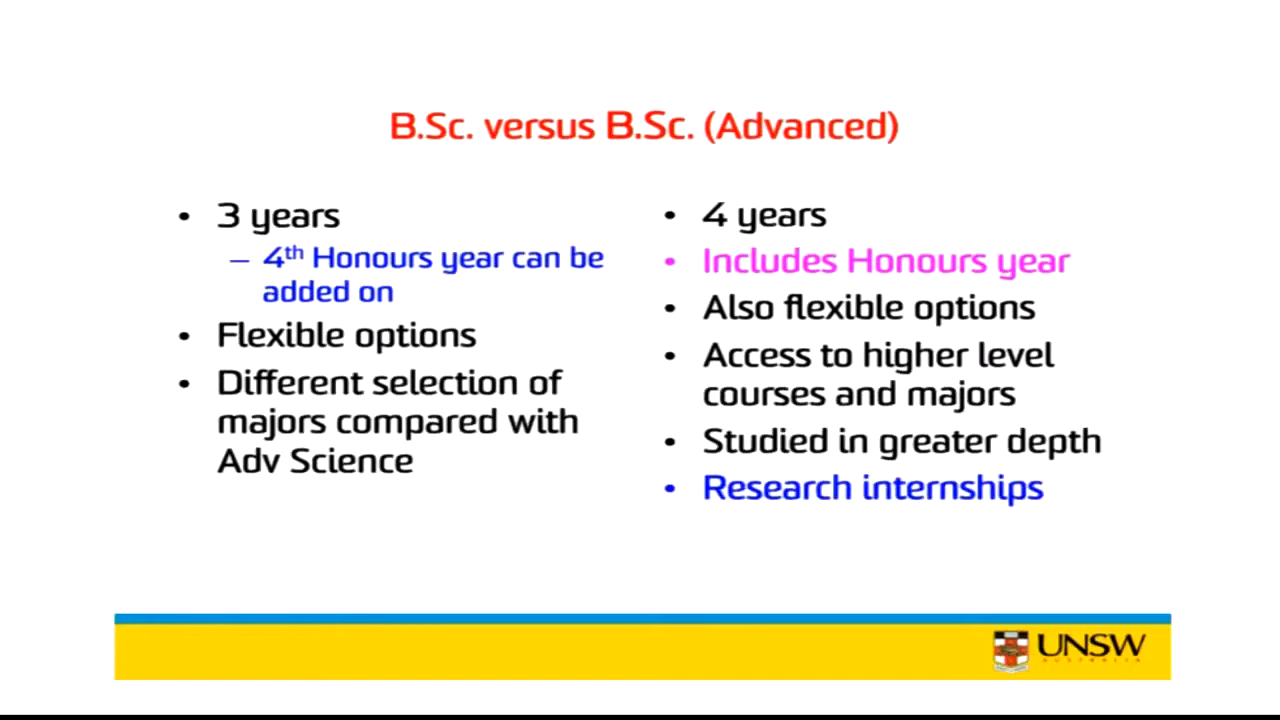 B.Sc. versus B.Sc. (Advanced)
• 3 years
– 4th Honours year can be
added on
• Flexible options
• Different selection of
majors compared with
Adv Science
• 4 years
• Includes Honours year
• Also flexible options
• Access to higher level
courses and majors
• Studied in greater depth
• Research internships
UNSW
AUSTRALIA